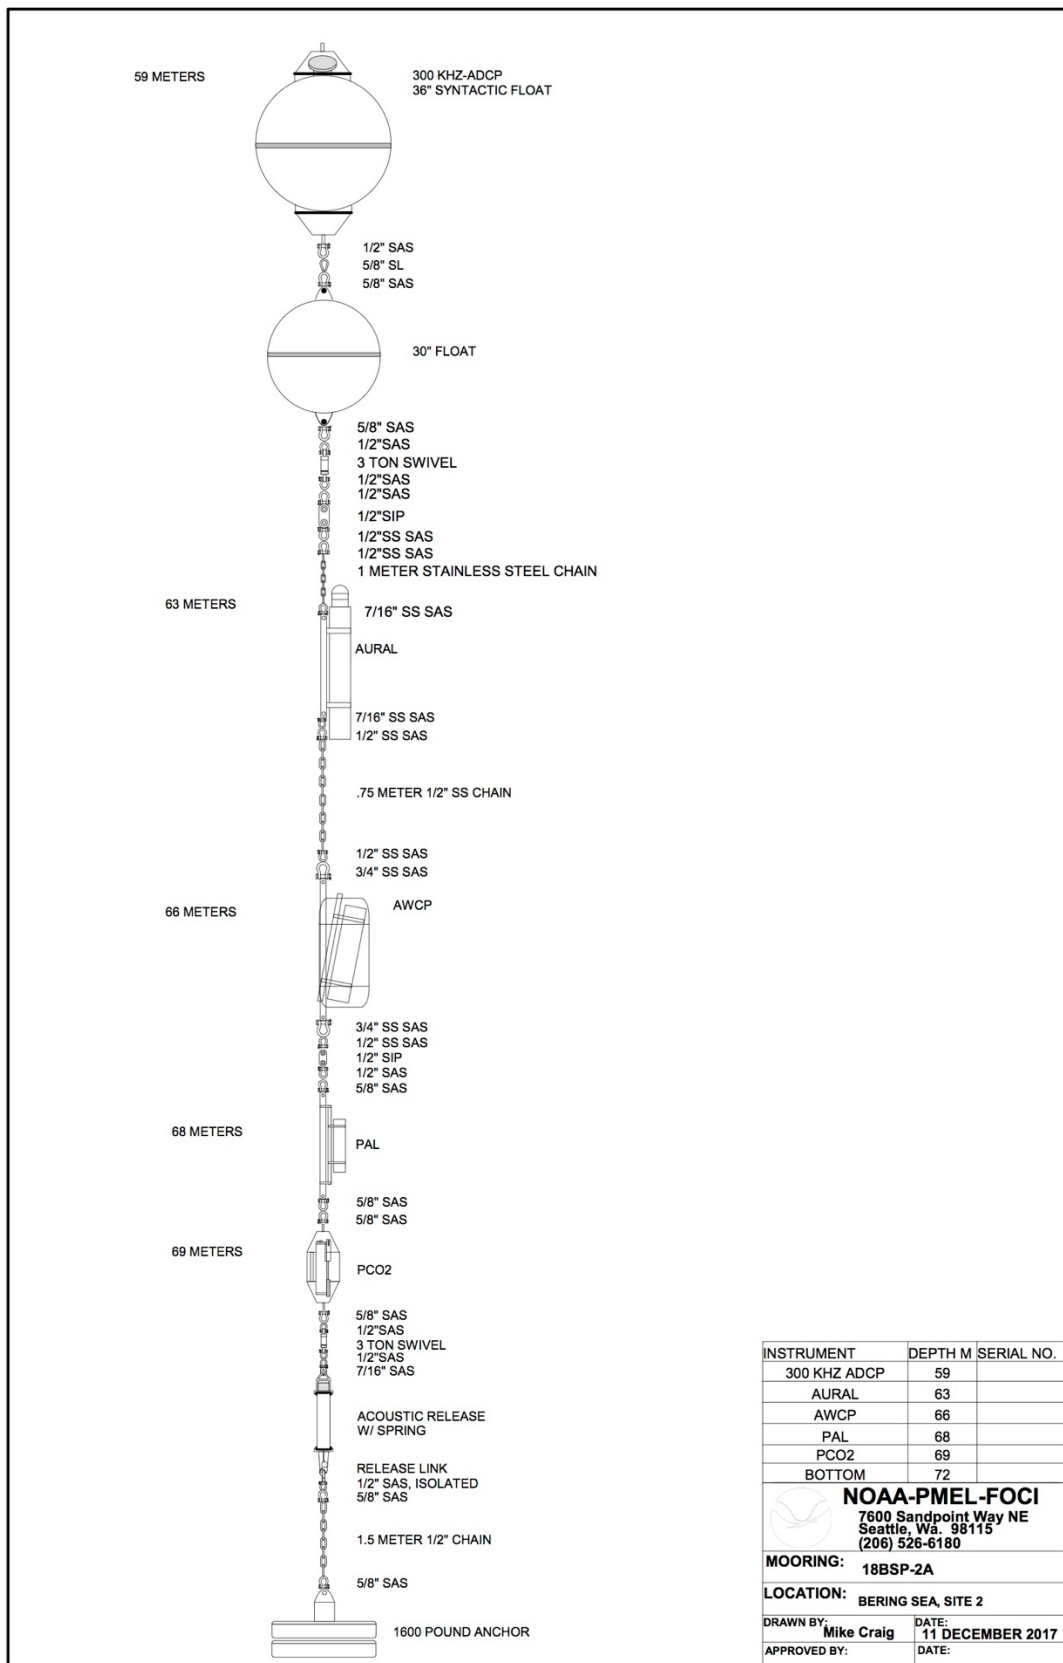 59 METERS
300 KHZ-ADCP
36" SYNTACTIC FLOAT
1/2" SAS
5/8" SL
5/8" SAS
30" FLOAT
5/8" SAS
1/2"SAS
3 TON SWIVEL
1/2"SAS
1/2"SAS
1/2"SIP
1/2"SS SAS
1/2"SS SAS
1 METER STAINLESS STEEL CHAIN
63 METERS
7/16" SS SAS
AURAL
7/16" SS SAS
1/2" SS SAS
.75 METER 1/2" SS CHAIN
1/2" SS SAS
3/4" SS SAS
66 METERS
AWCP
3/4" SS SAS
1/2" SS SAS
1/2" SIP
1/2" SAS
5/8" SAS
68 METERS
PAL
5/8" SAS
5/8" SAS
69 METERS
PCO2
5/8" SAS
1/2"SAS
3 TON SWIVEL
1/2"SAS
7/16" SAS
ACOUSTIC RELEASE
W/ SPRING
RELEASE LINK
1/2" SAS, ISOLATED
5/8" SAS
1.5 METER 1/2" CHAIN
5/8" SAS
1600 POUND ANCHOR
INSTRUMENT DEPTH M SERIAL NO.
300 KHZ ADCP 59
AURAL 63
AWCP 66
PAL 68
PCO2 69
BOTTOM 72
NOAA-PMEL-FOCI
7600 Sandpoint Way NE
Seattle, Wa. 98115
(206) 526-6180
MOORING: 18BSP-2A
LOCATION: BERING SEA, SITE 2
DRAWN BY: Mike Craig DATE: 11 DECEMBER 2017
APPROVED BY: DATE: